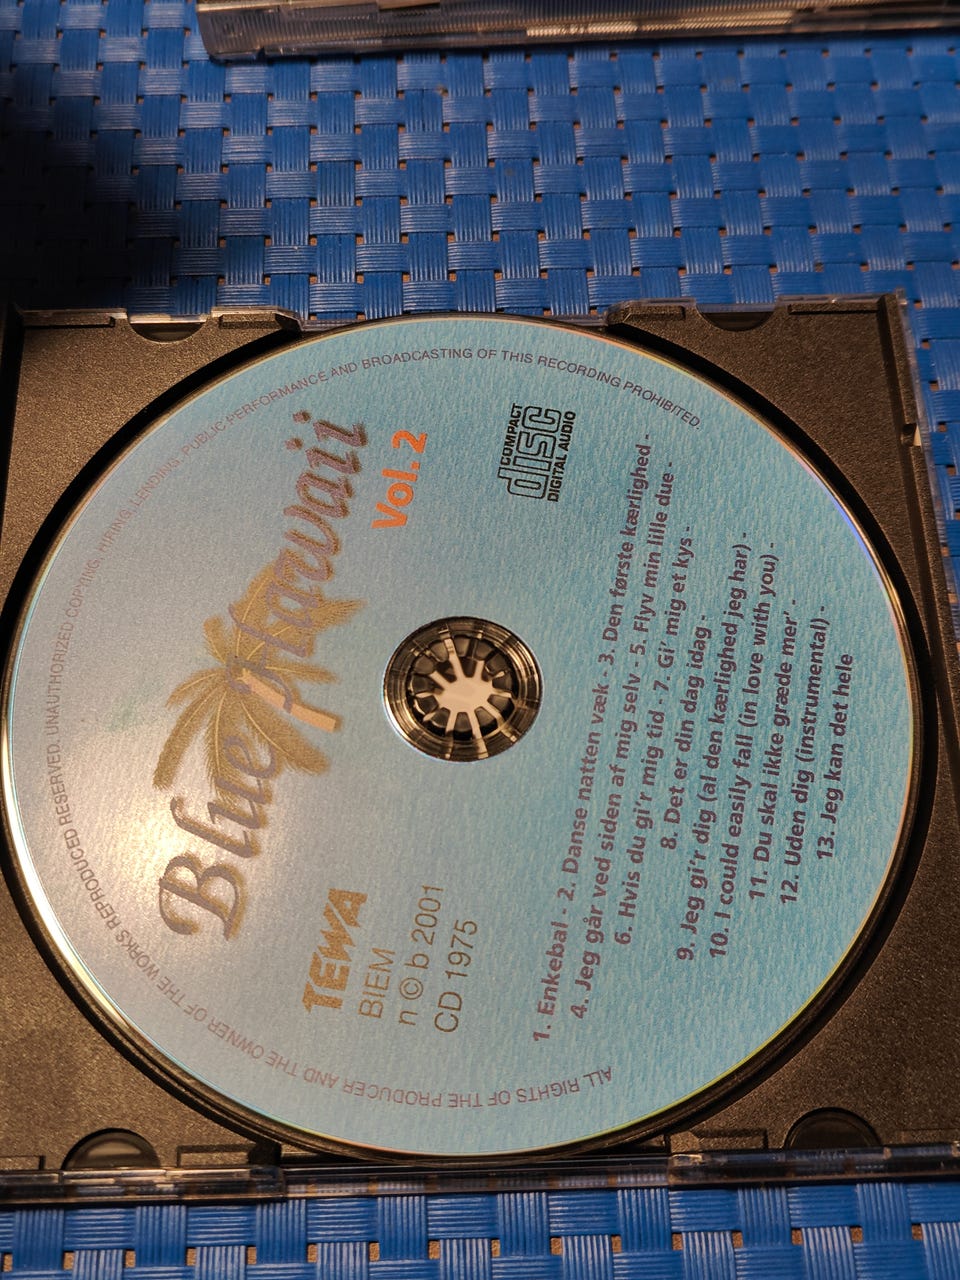 Blue Hawaii
Vol. 2
COMPACT
disc
DIGITAL AUDIO
TEWA
BIEM
n © b 2001
CD 1975
1. Enkebal - 2. Danse natten væk - 3. Den første kærlighed -
4. Jeg går ved siden af mig selv - 5. Flyv min lille due -
6. Hvis du gi'r mig tid - 7. Gi' mig et kys -
8. Det er din dag idag -
9. Jeg gi'r dig (al den kærlighed jeg har) -
10. I could easily fall (in love with you) -
11. Du skal ikke græde mer' -
12. Uden dig (instrumental) -
13. Jeg kan det hele
ALL RIGHTS OF THE PRODUCER AND THE OWNER OF THE WORKS REPRODUCED RESERVED. UNAUTHORIZED COPYING HIRING, LENDING, PUBLIC PERFORMANCE AND BROADCASTING OF THIS RECORDING PROHIBITED.